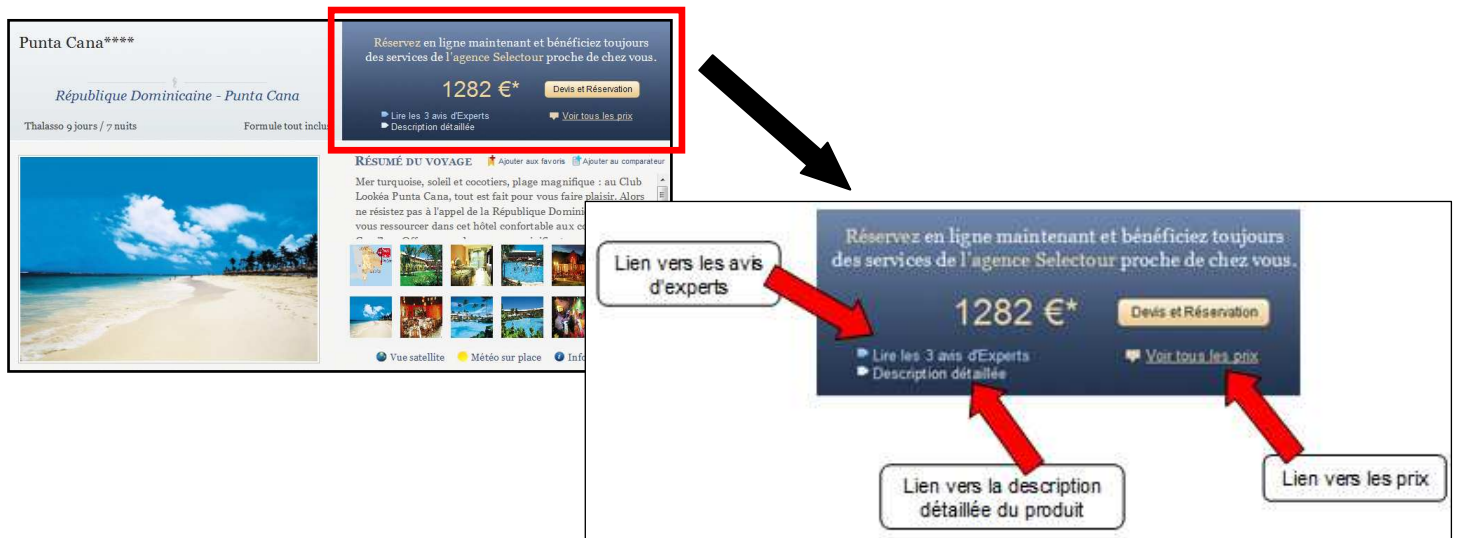 Punta Cana****
République Dominicaine - Punta Cana
Thalasso 9 jours / 7 nuits
Formule tout inclus
Réservez en ligne maintenant et bénéficiez toujours
des services de l'agence Selectour proche de chez vous.
1282 €*
Devis et Réservation
Lire les 3 avis d'Experts
Voir tous les prix
Description détaillée
RÉSUMÉ DU VOYAGE
Ajouter aux favoris
Ajouter au comparateur
Mer turquoise, soleil et cocotiers, plage magnifique : au Club
Lookéa Punta Cana, tout est fait pour vous faire plaisir. Alors
ne résistez pas à l'appel de la République Domini
vous ressourcer dans cet hôtel confortable aux
Vue satellite
Météo sur place
Info
Réservez en ligne maintenant et bénéficiez toujours
des services de l'agence Selectour proche de chez vous.
1282 €*
Devis et Réservation
Lire les 3 avis d'Experts
Voir tous les prix
Description détaillée
Lien vers les avis
d'experts
Lien vers la description
détaillée du produit
Lien vers les prix